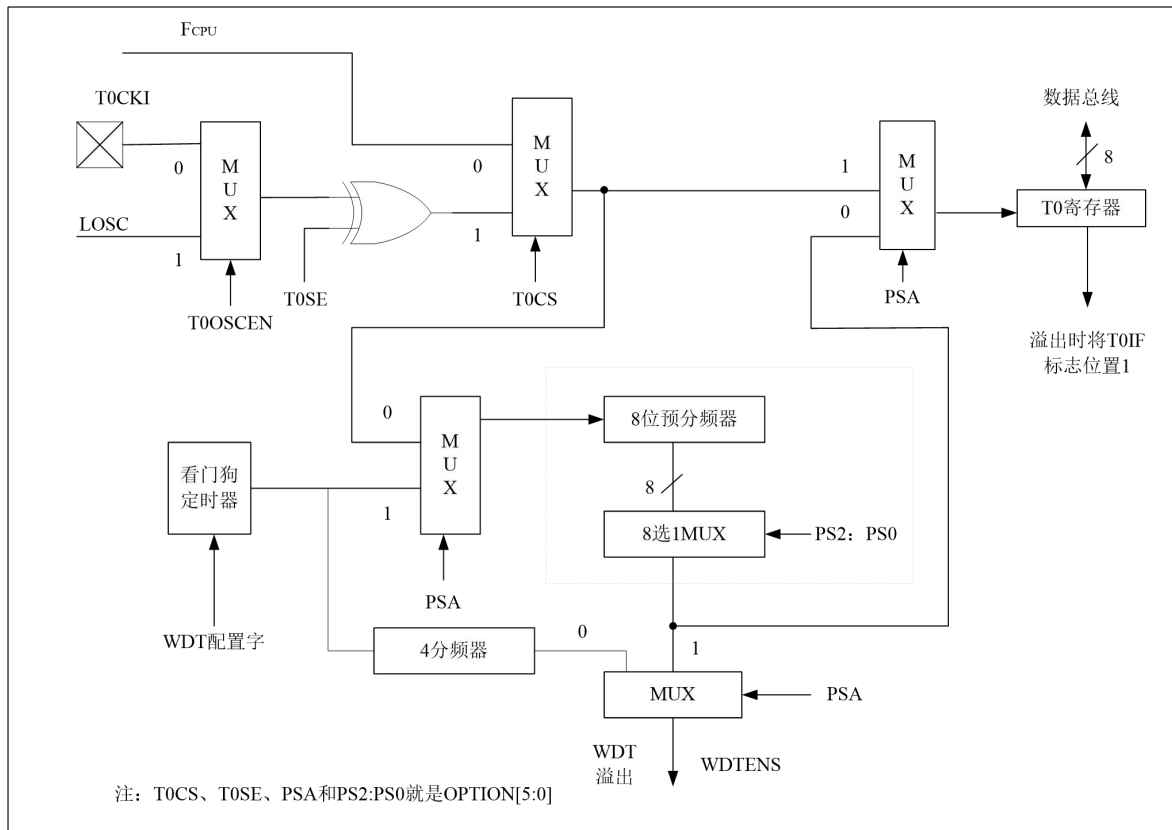 FCPU
T0CKI
0
LOSC
1
MUX
T0OSCEN
T0SE
0
1
MUX
T0CS
1
0
MUX
PSA
数据总线
8
T0寄存器
溢出时将T0IF
标志位置1
看门狗
定时器
WDT配置字
0
1
MUX
PSA
8位预分频器
8
8选1MUX
PS2：PS0
4分频器
0
1
MUX
PSA
WDT
溢出
WDTENS
注：T0CS、T0SE、PSA和PS2:PS0就是OPTION[5:0]